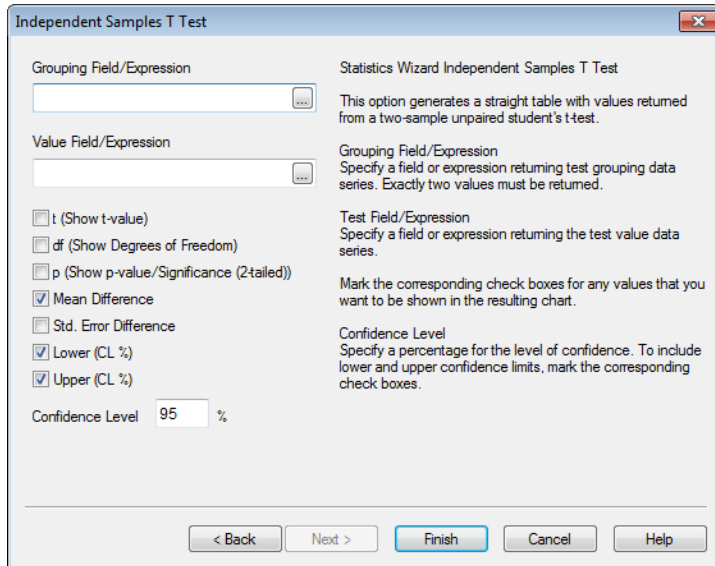 Independent Samples T Test
Grouping Field/Expression
...
Value Field/Expression
...
t (Show t-value)
df (Show Degrees of Freedom)
p (Show p-value/Significance (2-tailed))
Mean Difference
Std. Error Difference
Lower (CL %)
Upper (CL %)
Confidence Level 95 %
Statistics Wizard Independent Samples T Test
This option generates a straight table with values returned
from a two-sample unpaired student's t-test.
Grouping Field/Expression
Specify a field or expression returning test grouping data
series. Exactly two values must be returned.
Test Field/Expression
Specify a field or expression returning the test value data
series.
Mark the corresponding check boxes for any values that you
want to be shown in the resulting chart.
Confidence Level
Specify a percentage for the level of confidence. To include
lower and upper confidence limits, mark the corresponding
check boxes.
< Back Next > Finish Cancel Help